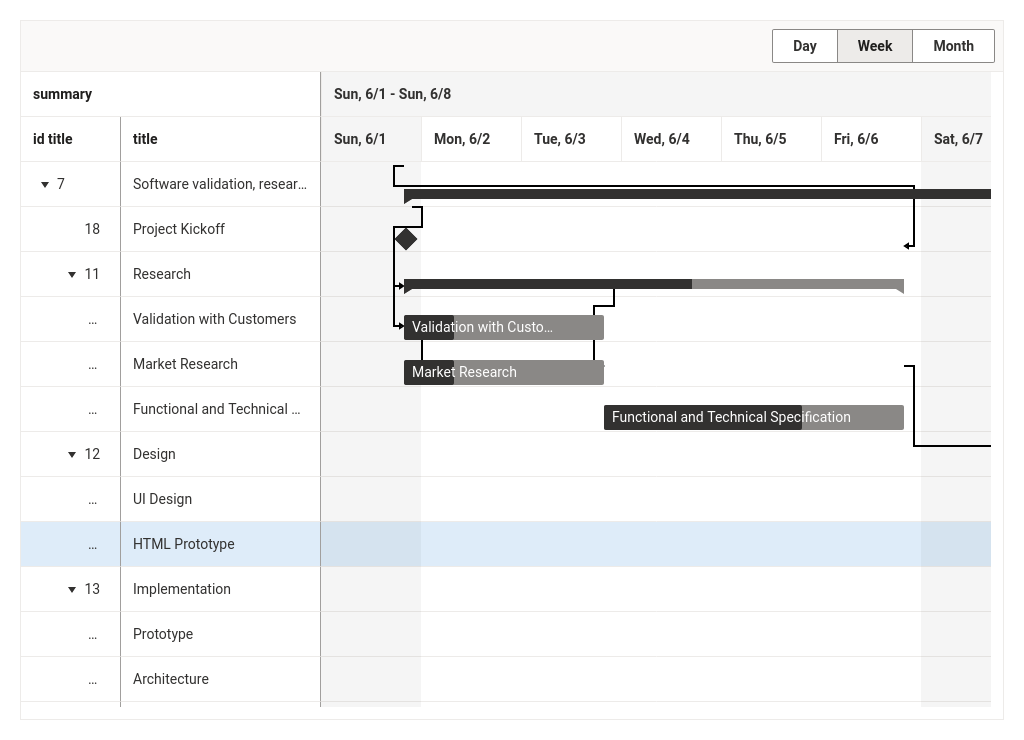 Day Week Month
summary Sun, 6/1 - Sun, 6/8
id title title Sun, 6/1 Mon, 6/2 Tue, 6/3 Wed, 6/4 Thu, 6/5 Fri, 6/6 Sat, 6/7
7 Software validation, resear...
18 Project Kickoff
11 Research
... Validation with Customers Validation with Custo...
... Market Research Market Research
... Functional and Technical ... Functional and Technical Specification
12 Design
... UI Design
... HTML Prototype
13 Implementation
... Prototype
... Architecture